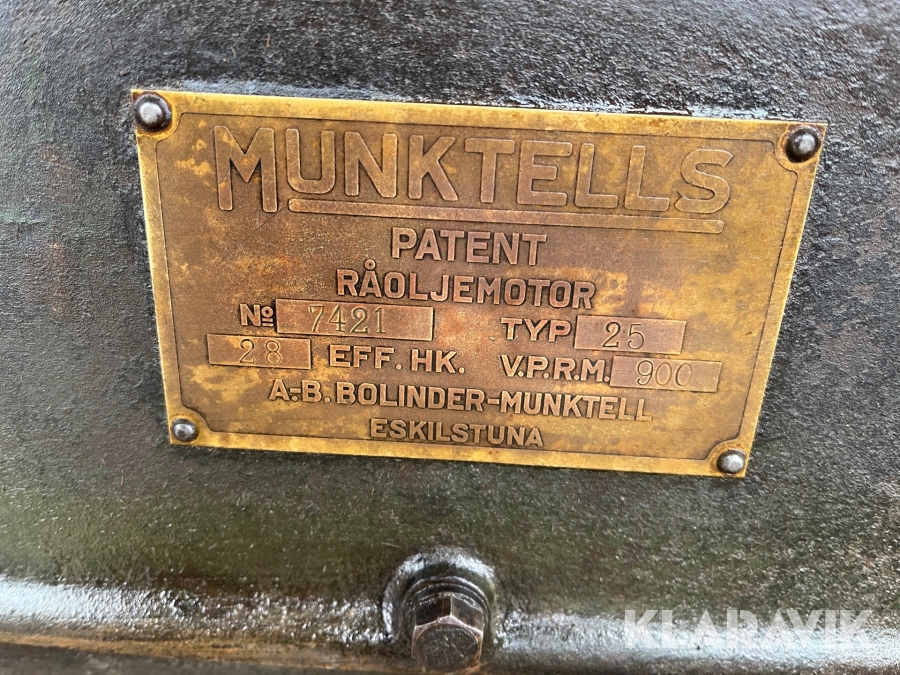 MUNKTELLS
PATENT
RÅOLJEMOTOR
No 7421 TYP 25
28 EFF. HK. V.P.R.M. 900
A.-B. BOLINDER-MUNKTELL
ESKILSTUNA
KLARAVIK